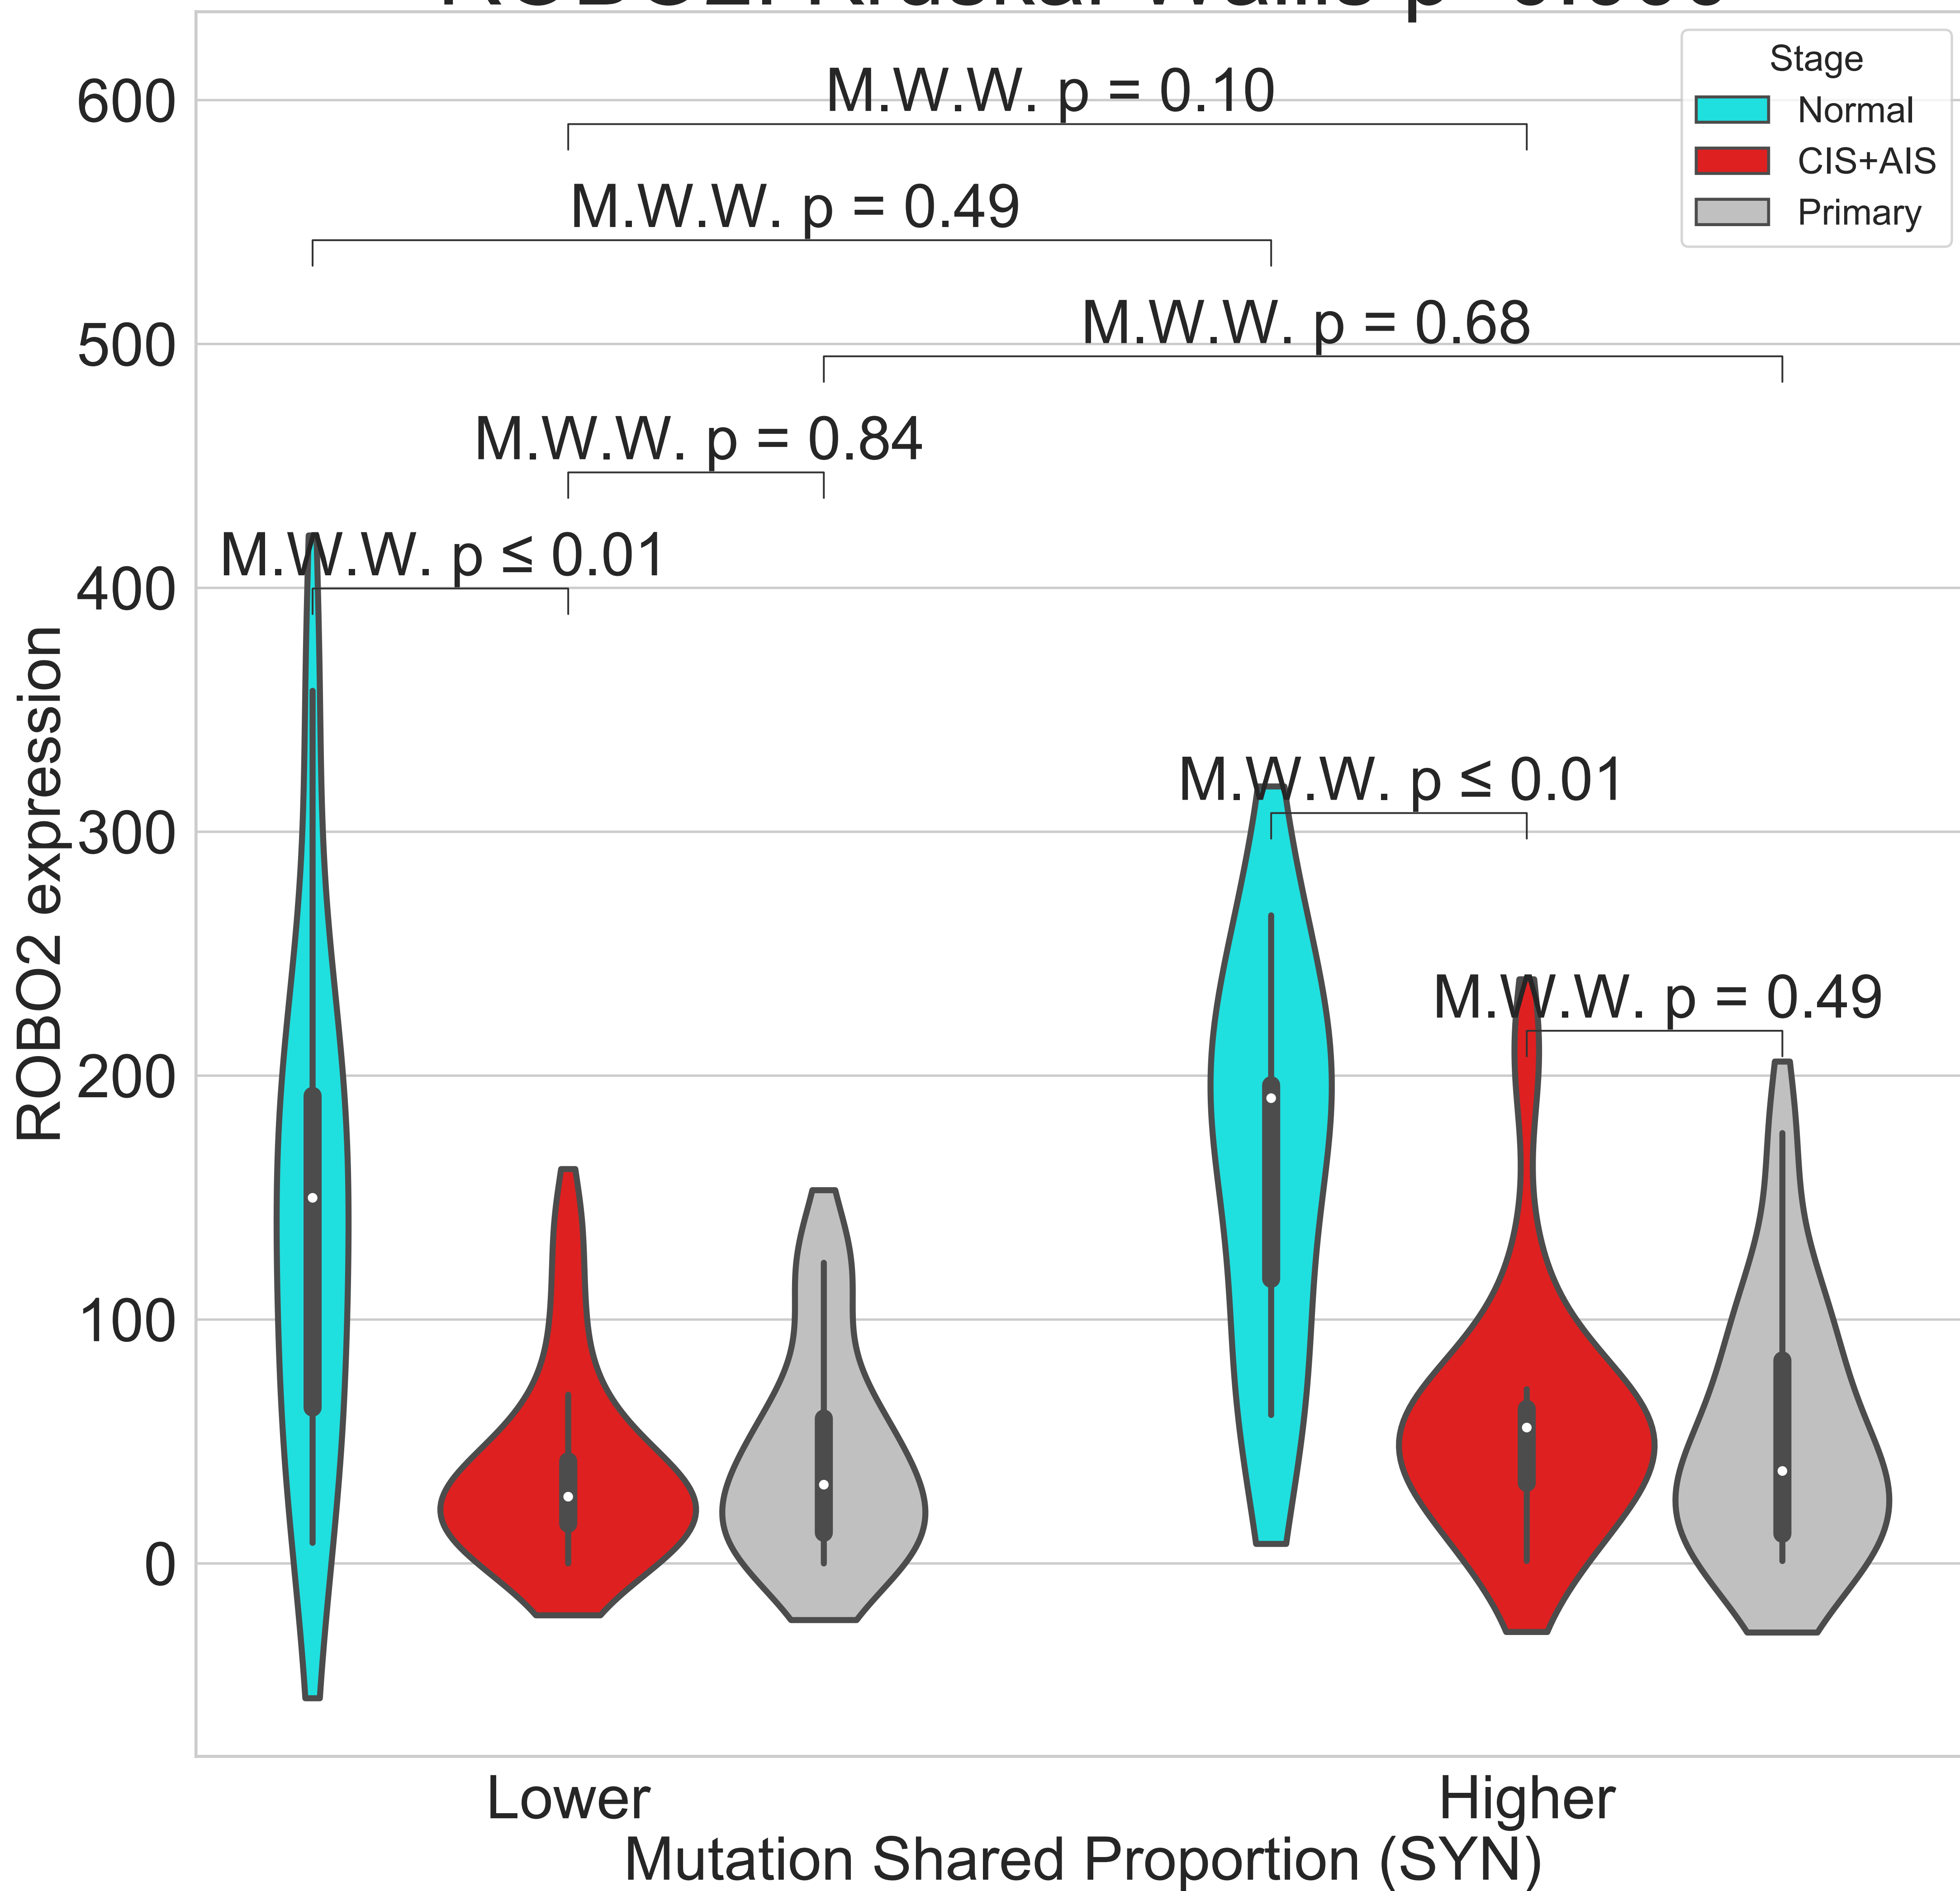 Stage
Normal
CIS+AIS
Primary
M.W.W. p = 0.10
M.W.W. p = 0.49
M.W.W. p = 0.68
M.W.W. p = 0.84
M.W.W. p ≤ 0.01
M.W.W. p ≤ 0.01
M.W.W. p = 0.49
600
500
400
300
200
100
0
ROBO2 expression
Lower
Higher
Mutation Shared Proportion (SYN)